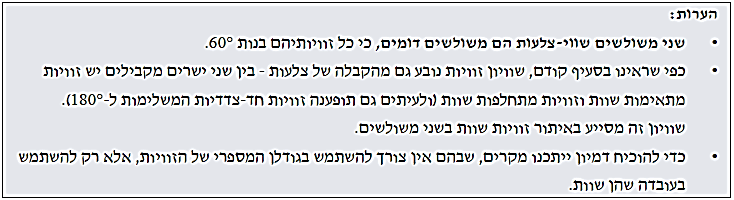 הערות:
• שני משולשים שווי-צלעות הם משולשים דומים, כי כל זוויותיהם בנות 60°.
• כפי שראינו בסעיף קודם, שוויון זוויות נובע גם מהקבלה של צלעות - בין שני ישרים מקבילים יש זוויות
מתאימות שוות וזוויות מתחלפות שוות (ולעיתים גם תופענה זוויות חד-צדדיות המשלימות ל-180°).
שוויון זה מסייע באיתור זוויות שוות בשני משולשים.
• כדי להוכיח דמיון ייתכנו מקרים, שבהם אין צורך להשתמש בגודלן המספרי של הזוויות, אלא רק להשתמש
בעובדה שהן שוות.